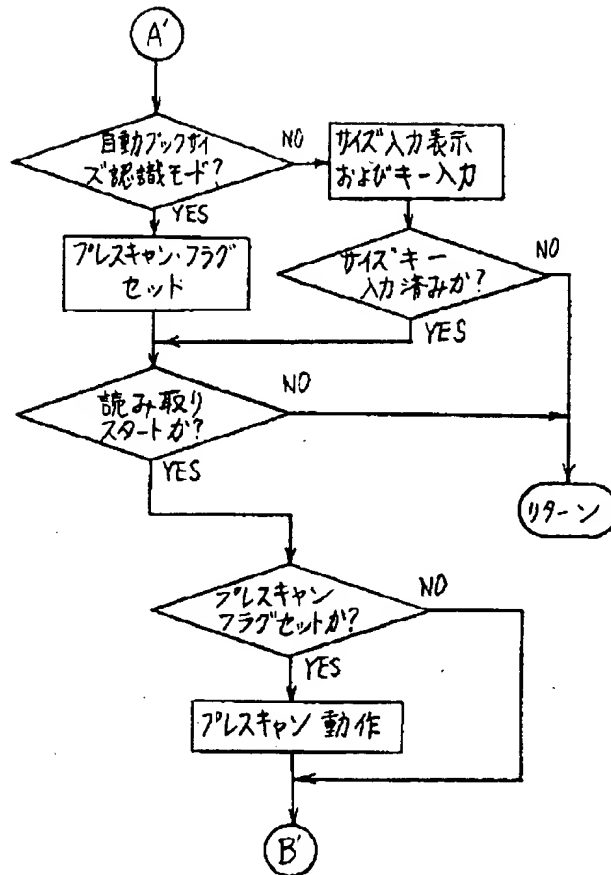 A'
自動ブックサイ
ズ認識モード?
NO
サイズ入力表示
およびキー入力
YES
プレスキャン・フラグ
セット
サイズキー
入力済みか?
NO
YES
読み取り
スタートか?
NO
YES
リターン
プレスキャン
フラグセットか?
NO
YES
プレスキャン動作
B'